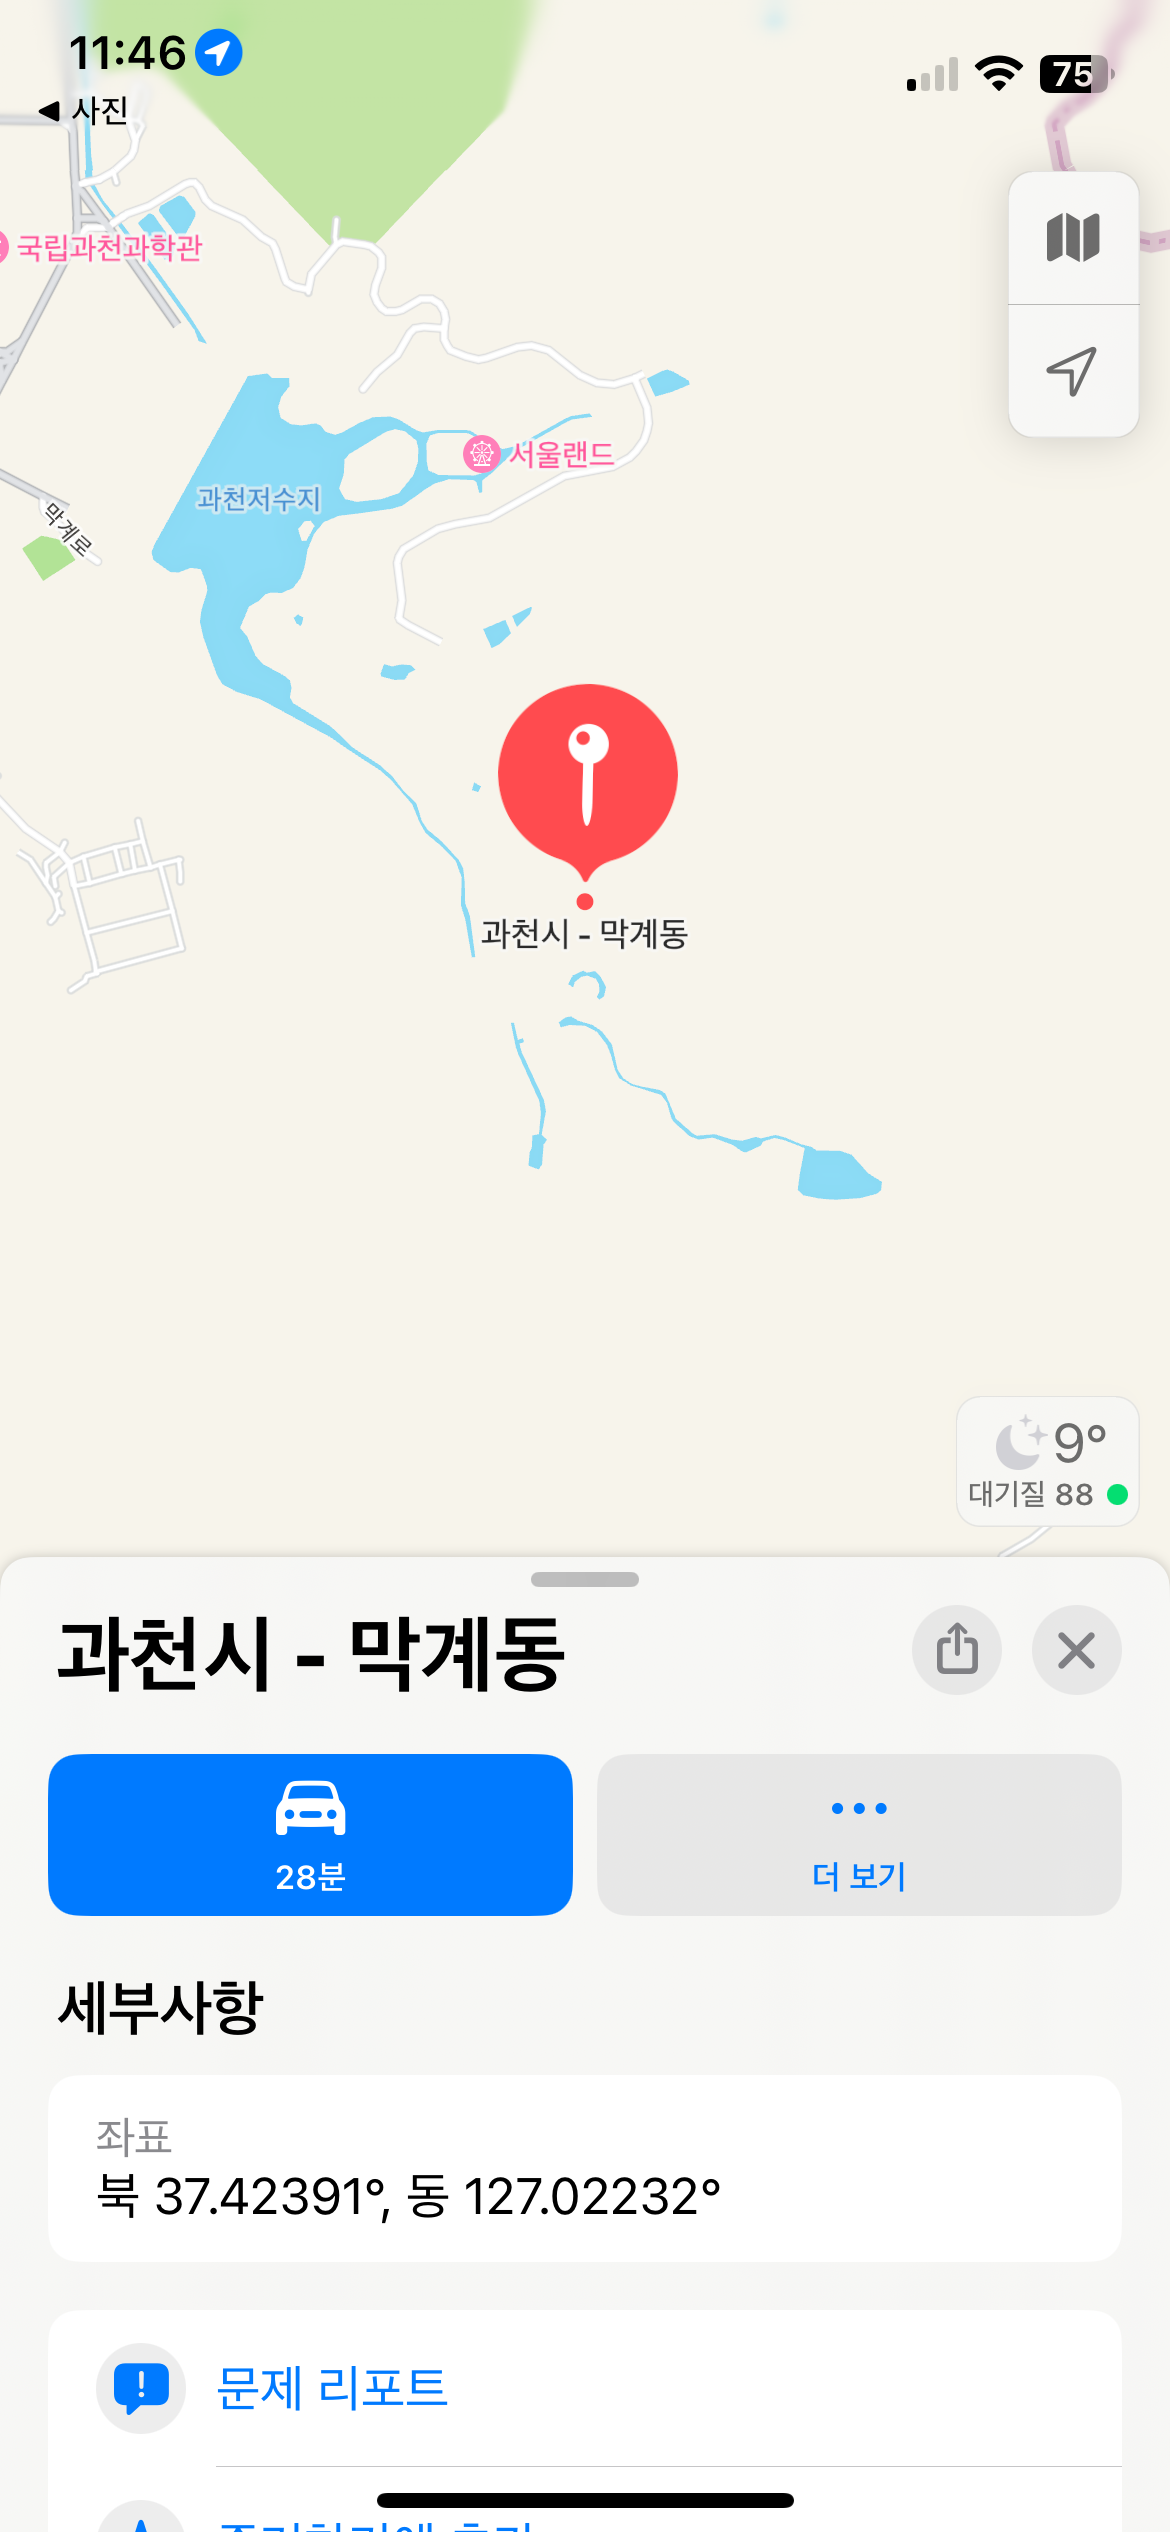 11:46
75
◀ 사진
국립과천과학관
서울랜드
과천저수지
막계로
과천시 - 막계동
9°
대기질 88
과천시 - 막계동
28분
더 보기
세부사항
좌표
북 37.42391°, 동 127.02232°
문제 리포트